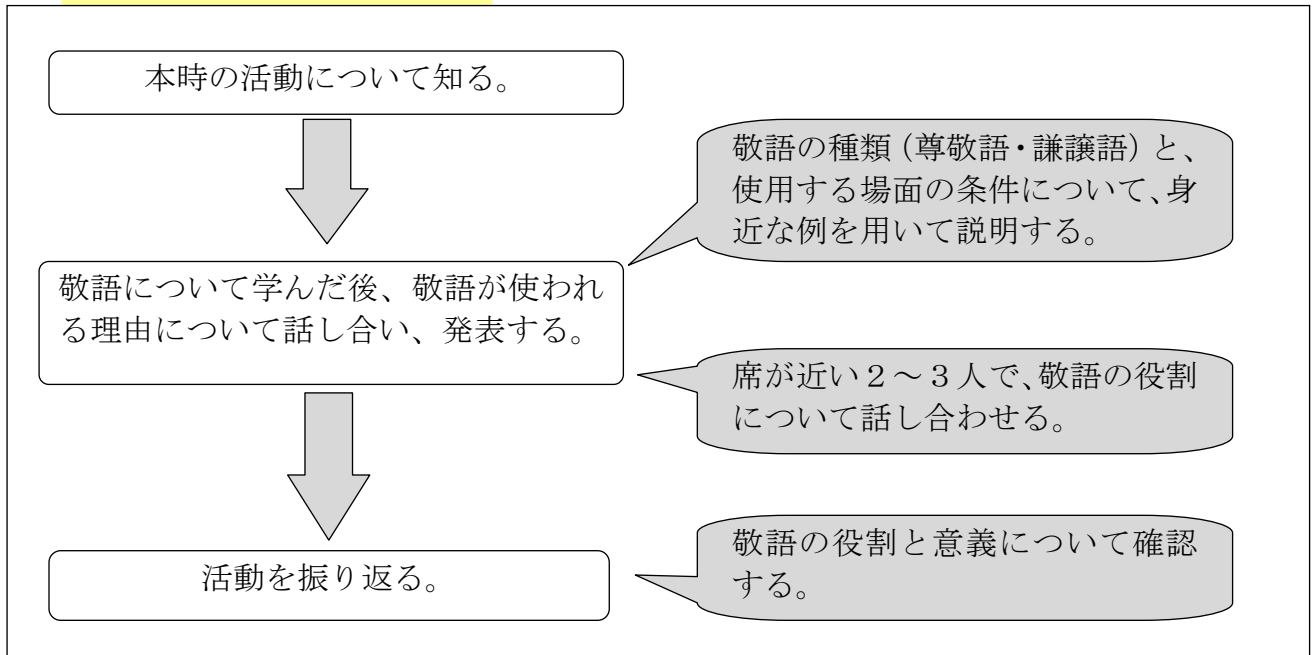 本時の活動について知る。
敬語の種類（尊敬語・謙譲語）と、
使用する場面の条件について、身
近な例を用いて説明する。
敬語について学んだ後、敬語が使われ
る理由について話し合い、発表する。
席が近い２～３人で、敬語の役割
について話し合わせる。
活動を振り返る。
敬語の役割と意義について確認
する。